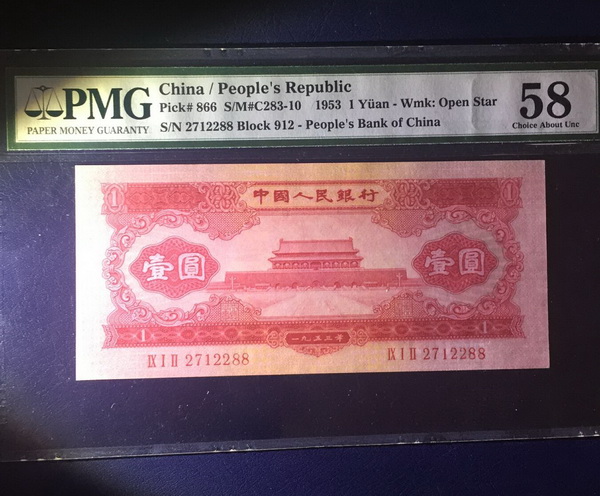 PMG
PAPER MONEY GUARANTY
China / People's Republic
Pick# 866 S/M#C283-10 1953 1 Yüan - Wmk: Open Star
S/N 2712288 Block 912 - People's Bank of China
58
Choice About Unc
1 中國人民銀行 1
壹圓 壹圓
1 一九五三年 1
IX I II 2712288 IX I II 2712288